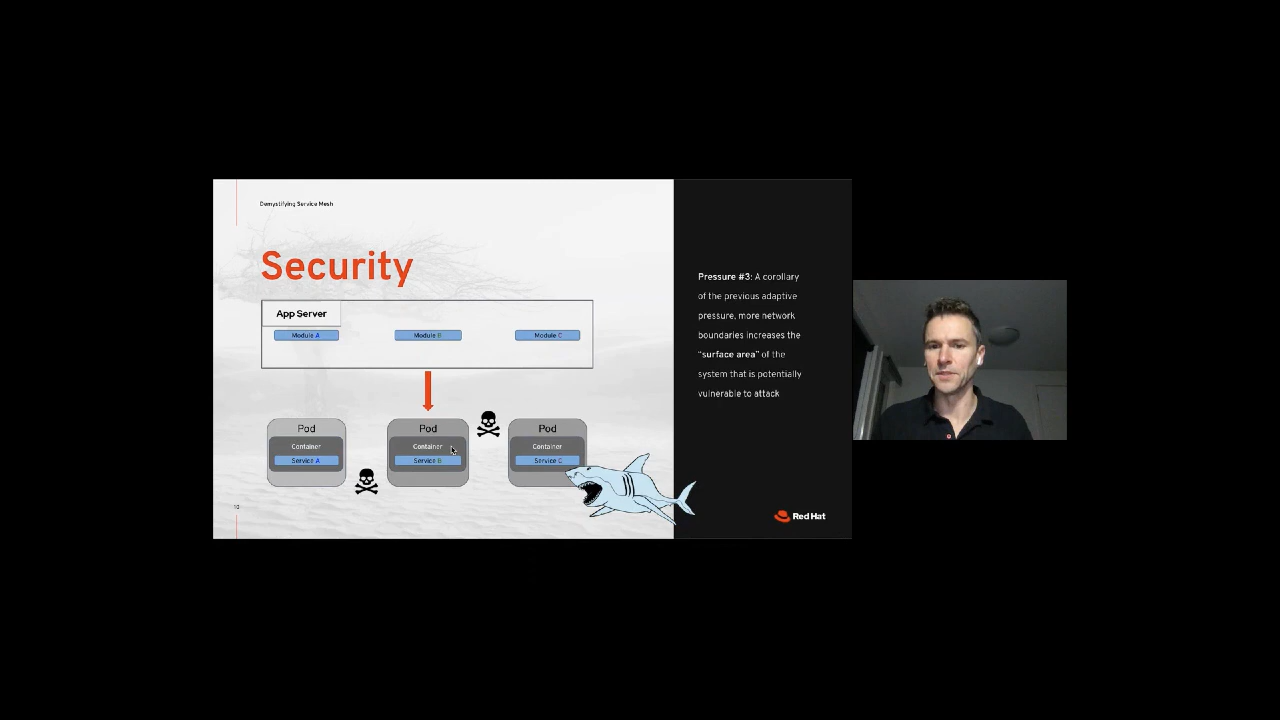 Demystifying Service Mesh
Security
App Server
Module A
Module B
Module C
Pod
Pod
Pod
Container
Container
Container
Service A
Service B
Service C
10
Pressure #3: A corollary
of the previous adaptive
pressure, more network
boundaries increases the
"surface area" of the
system that is potentially
vulnerable to attack
Red Hat